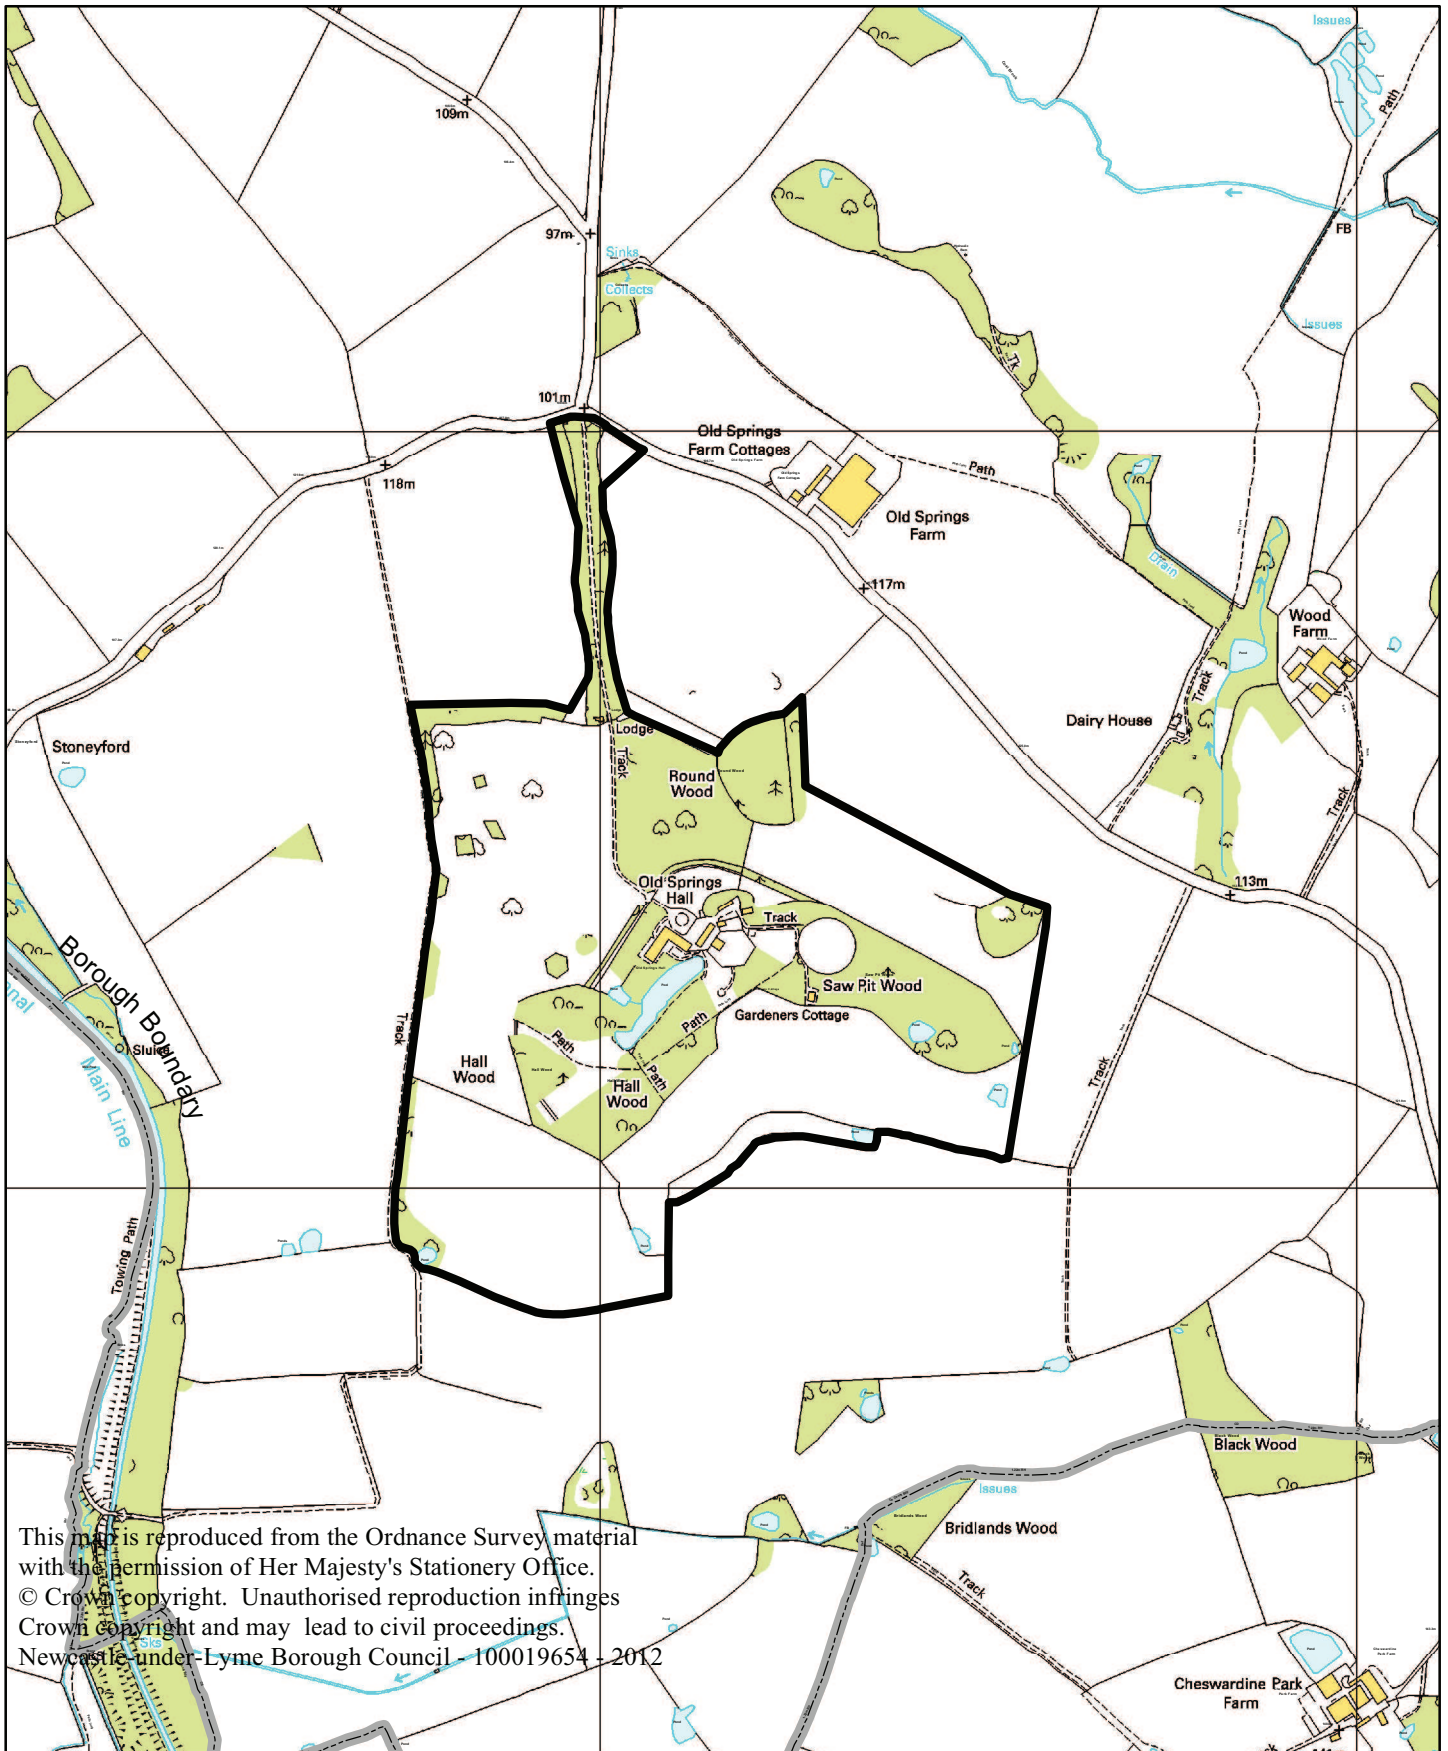 Issues
109m
Path
97m
FB
Sinks
Collects
Issues
Tk
101m
Old Springs
Farm Cottages
Path
118m
Old Springs
Farm
Drain
117m
Wood
Farm
Track
Dairy House
Stoneyford
Lodge
Track
Round
Wood
Track
113m
Old Springs
Hall
Track
Saw Pit Wood
Gardeners Cottage
Borough Boundary
Sluice
Main Line
Track
Path
Path
Hall
Wood
Hall
Wood
Path
Track
Towing Path
Black Wood
Issues
Bridlands Wood
Track
This map is reproduced from the Ordnance Survey material
with the permission of Her Majesty's Stationery Office.
© Crown copyright. Unauthorised reproduction infringes
Crown copyright and may lead to civil proceedings.
Newcastle-under-Lyme Borough Council - 100019654 - 2012
Sks
Cheswardine Park
Farm